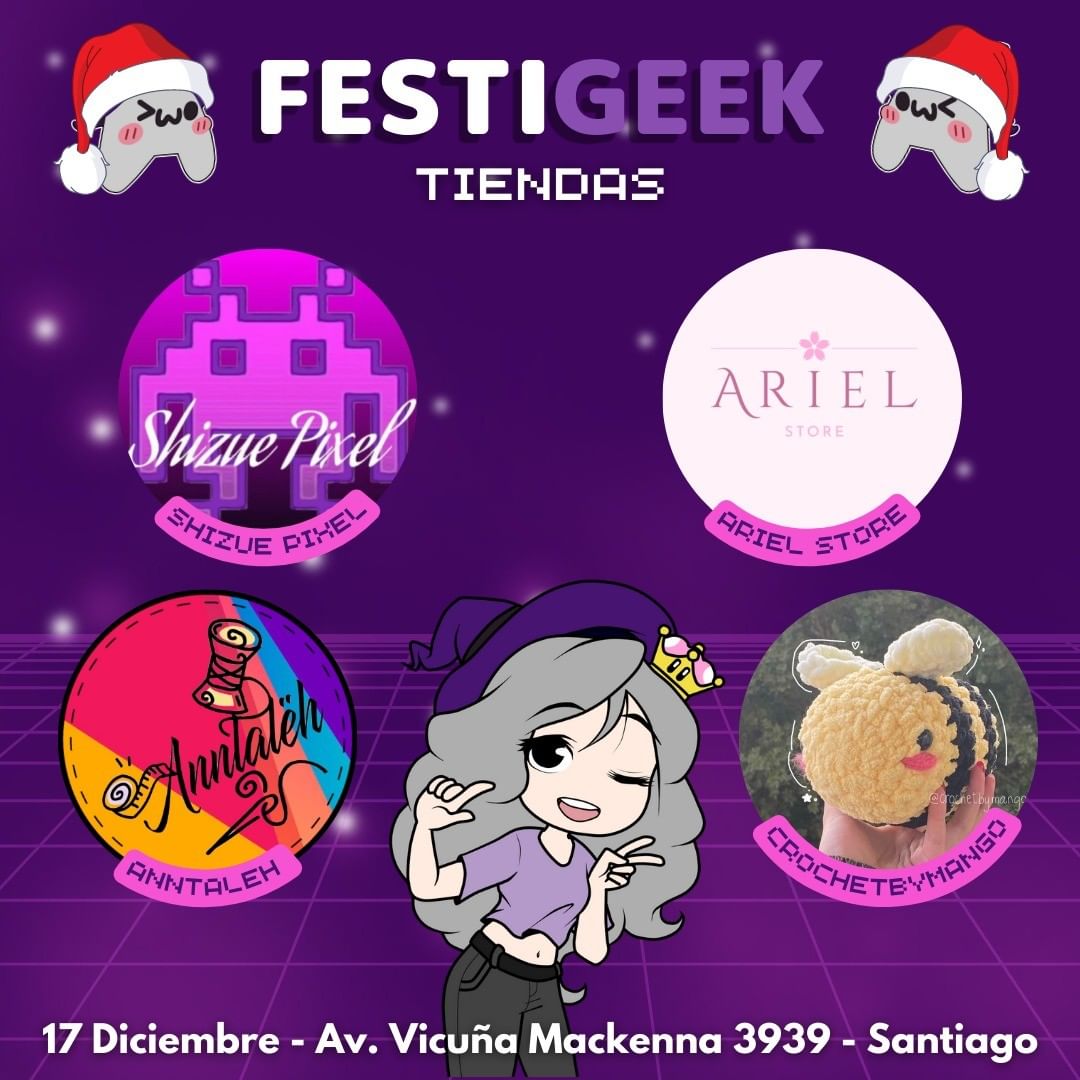 FESTIGEEK
TIENDAS
Shizue Pixel
SHIZUE PIXEL
ARIEL
STORE
ARIEL STORE
Anntalëh
ANNTALEH
@crochetbymango
CROCHETBYMANGO
17 Diciembre - Av. Vicuña Mackenna 3939 - Santiago